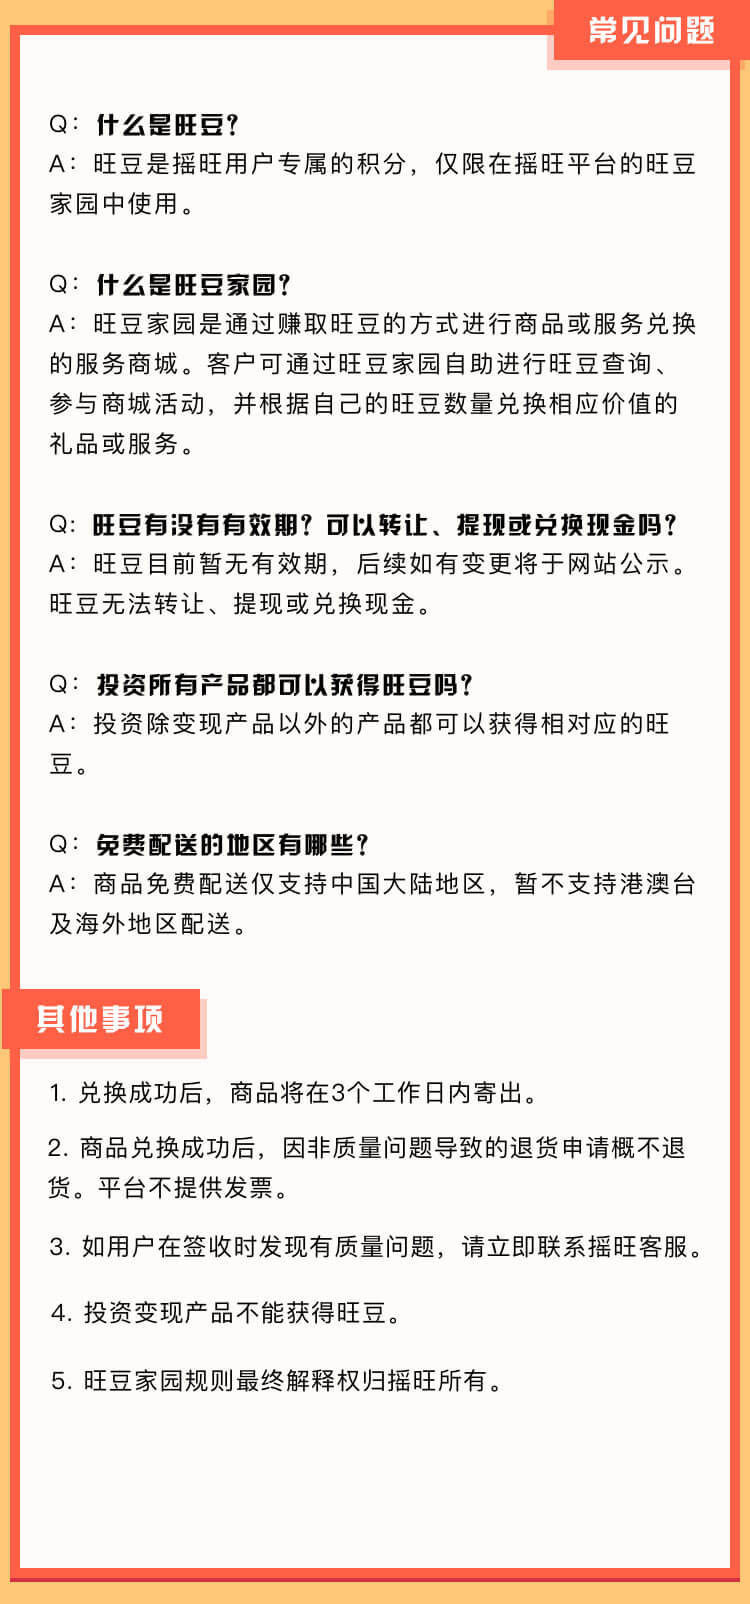 常见问题
Q：什么是旺豆？
A：旺豆是摇旺用户专属的积分，仅限在摇旺平台的旺豆
家园中使用。
Q：什么是旺豆家园？
A：旺豆家园是通过赚取旺豆的方式进行商品或服务兑换
的服务商城。客户可通过旺豆家园自助进行旺豆查询、
参与商城活动，并根据自己的旺豆数量兑换相应价值的
礼品或服务。
Q：旺豆有没有有效期？可以转让、提现或兑换现金吗？
A：旺豆目前暂无有效期，后续如有变更将于网站公示。
旺豆无法转让、提现或兑换现金。
Q：投资所有产品都可以获得旺豆吗？
A：投资除变现产品以外的产品都可以获得相对应的旺
豆。
Q：免费配送的地区有哪些？
A：商品免费配送仅支持中国大陆地区，暂不支持港澳台
及海外地区配送。
其他事项
1. 兑换成功后，商品将在3个工作日内寄出。
2. 商品兑换成功后，因非质量问题导致的退货申请概不退
货。平台不提供发票。
3. 如用户在签收时发现有质量问题，请立即联系摇旺客服。
4. 投资变现产品不能获得旺豆。
5. 旺豆家园规则最终解释权归摇旺所有。